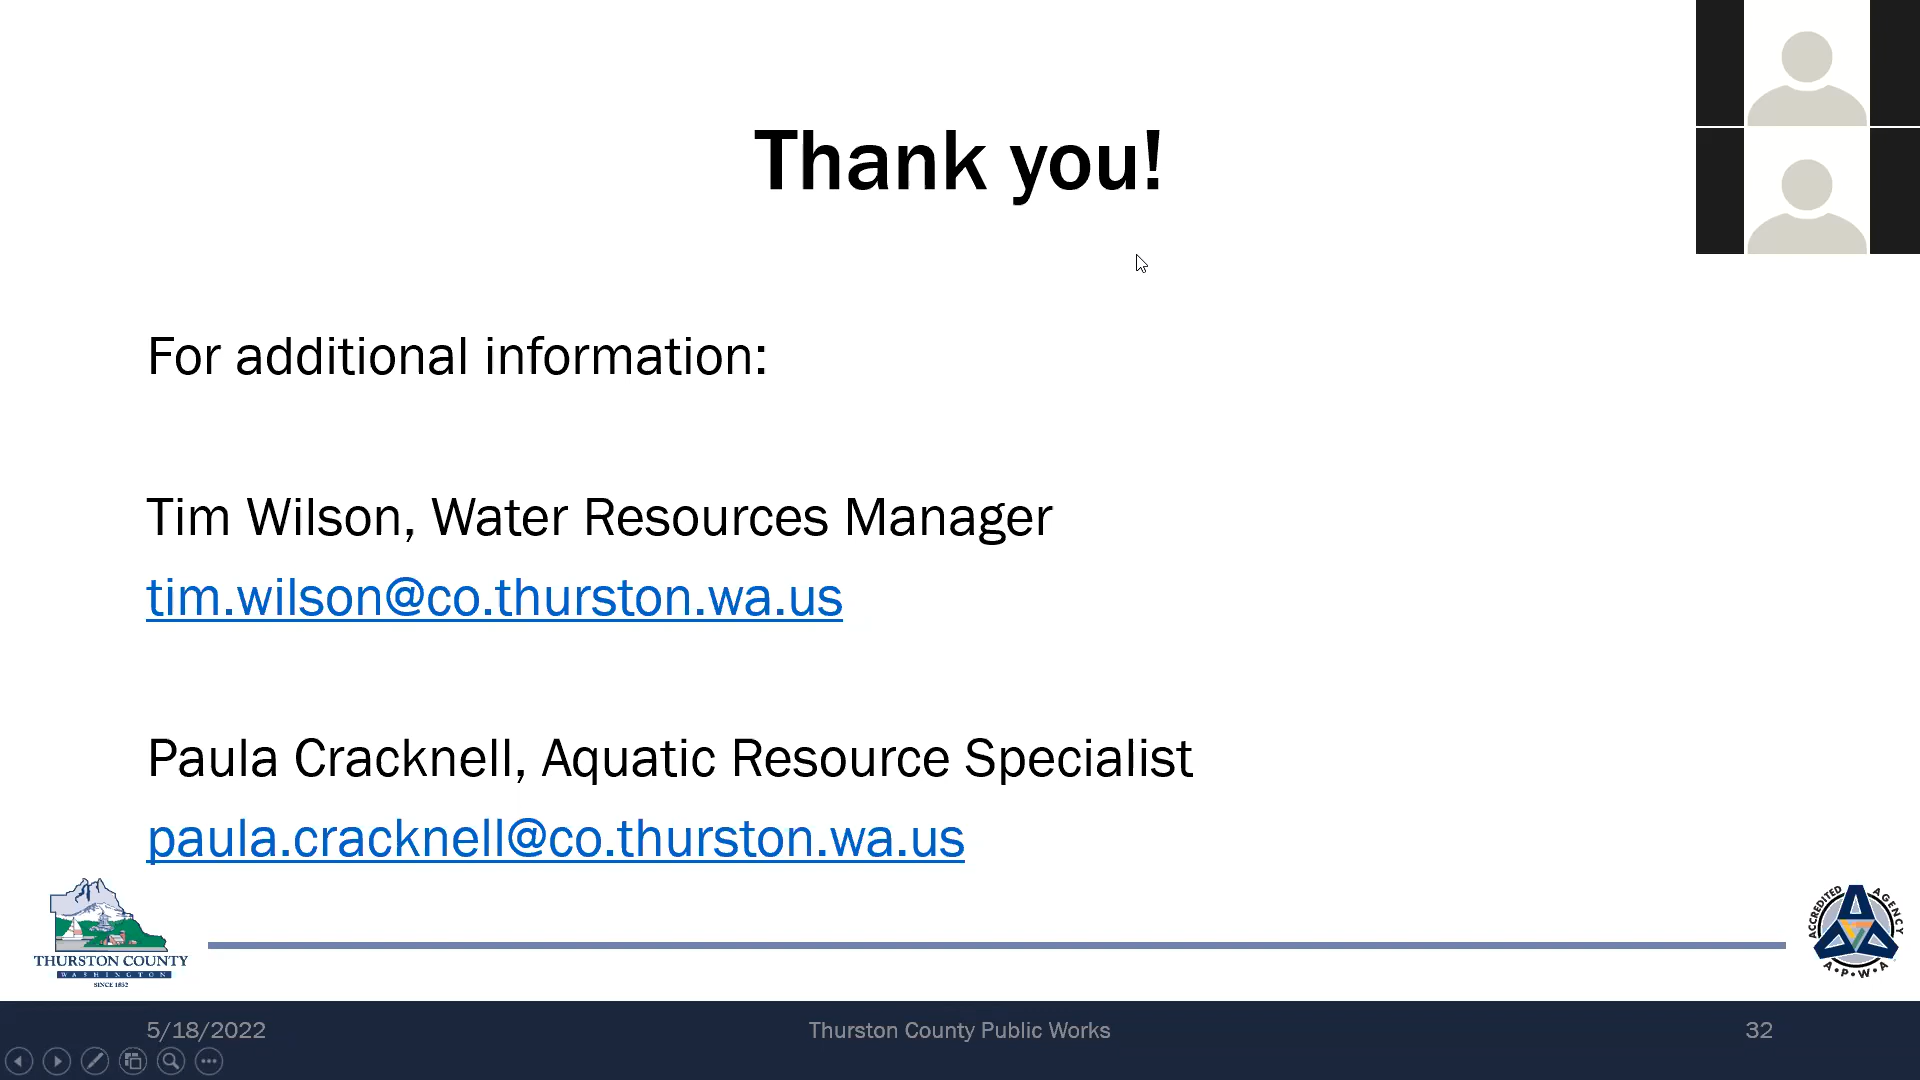 Thank you!
For additional information:
Tim Wilson, Water Resources Manager
tim.wilson@co.thurston.wa.us
Paula Cracknell, Aquatic Resource Specialist
paula.cracknell@co.thurston.wa.us
THURSTON COUNTY
WASHINGTON
SINCE 1852
ACCREDITED AGENCY
A•P•W•A
5/18/2022
Thurston County Public Works
32